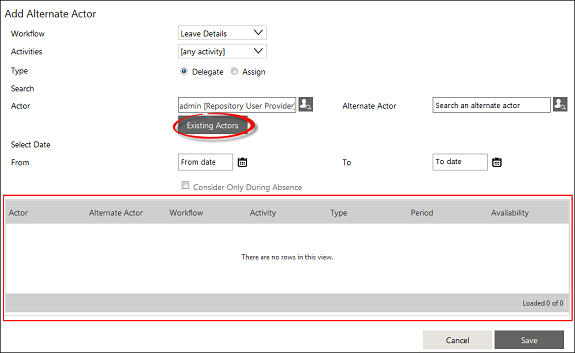 Add Alternate Actor
Workflow Leave Details
Activities [any activity]
Type Delegate Assign
Search
Actor admin [Repository User Provider] Alternate Actor Search an alternate actor
Existing Actors
Select Date
From From date To To date
Consider Only During Absence
Actor Alternate Actor Workflow Activity Type Period Availability
There are no rows in this view.
Loaded 0 of 0
Cancel Save